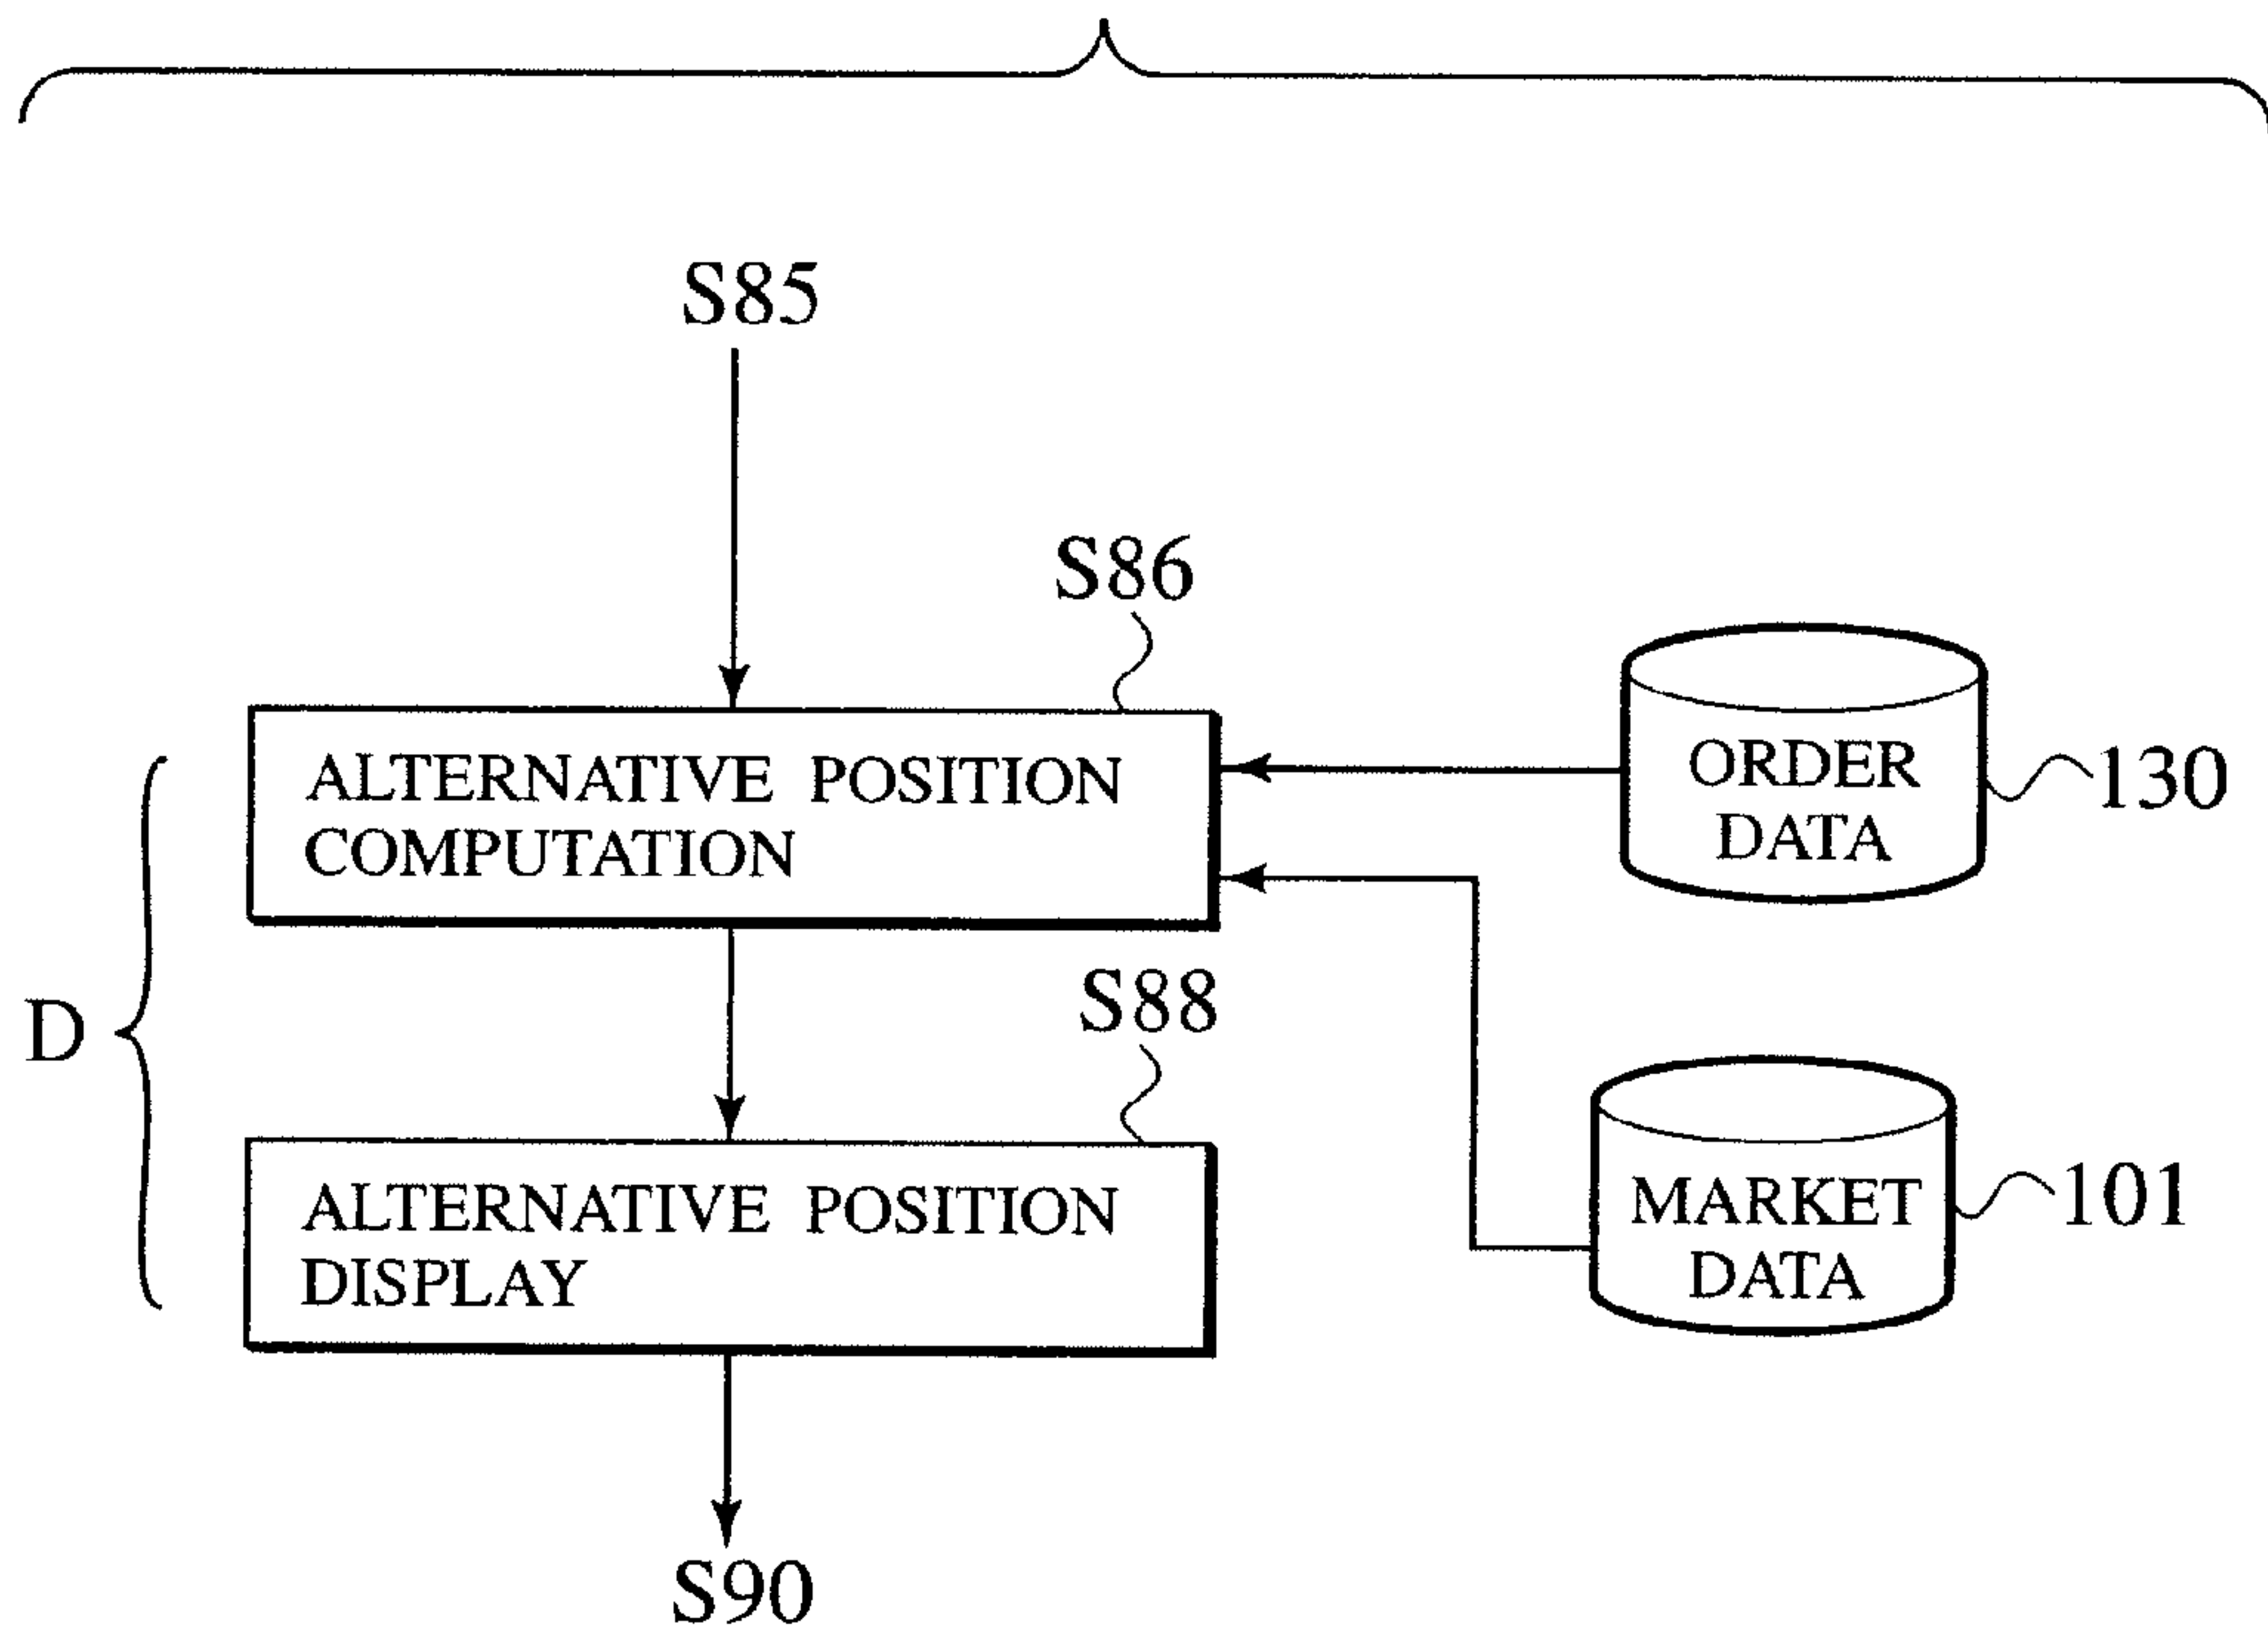 S85
S86
ALTERNATIVE POSITION
COMPUTATION
ORDER
DATA
130
D
S88
ALTERNATIVE POSITION
DISPLAY
MARKET
DATA
101
S90